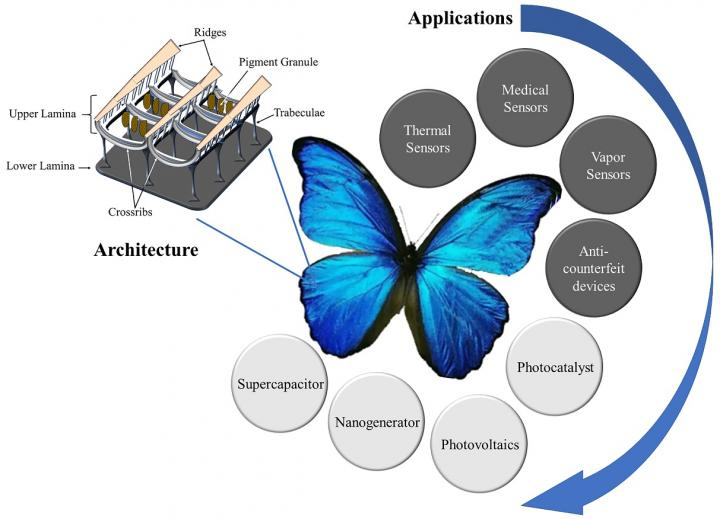 Applications
Ridges
Pigment Granule
Upper Lamina
Trabeculae
Lower Lamina
Crossribs
Architecture
Medical
Sensors
Thermal
Sensors
Vapor
Sensors
Anti-
counterfeit
devices
Photocatalyst
Supercapacitor
Nanogenerator
Photovoltaics